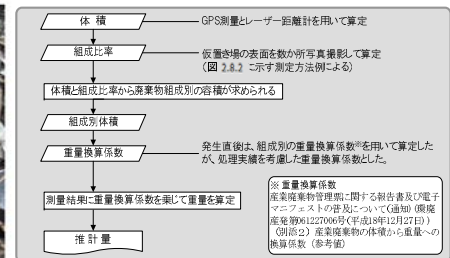 体 積
GPS測量とレーザー距離計を用いて算定
組成比率
仮置き場の表面を数か所写真撮影して算定
(図 2.8.2 に示す測定方法例による)
体積と組成比率から廃棄物組成別の容積が求められる
組成別体積
重量換算係数
発生直後は、組成別の重量換算係数※を用いて算定した
が、処理実績を考慮した重量換算係数とした。
測量結果に重量換算係数を乗じて重量を算定
推計量
※ 重量換算係数
産業廃棄物管理票に関する報告書及び電子
マニフェストの普及について(通知)(環廃
産発第061227006号(平成18年12月27日))
(別添2) 産業廃棄物の体積から重量への
換算係数(参考値)